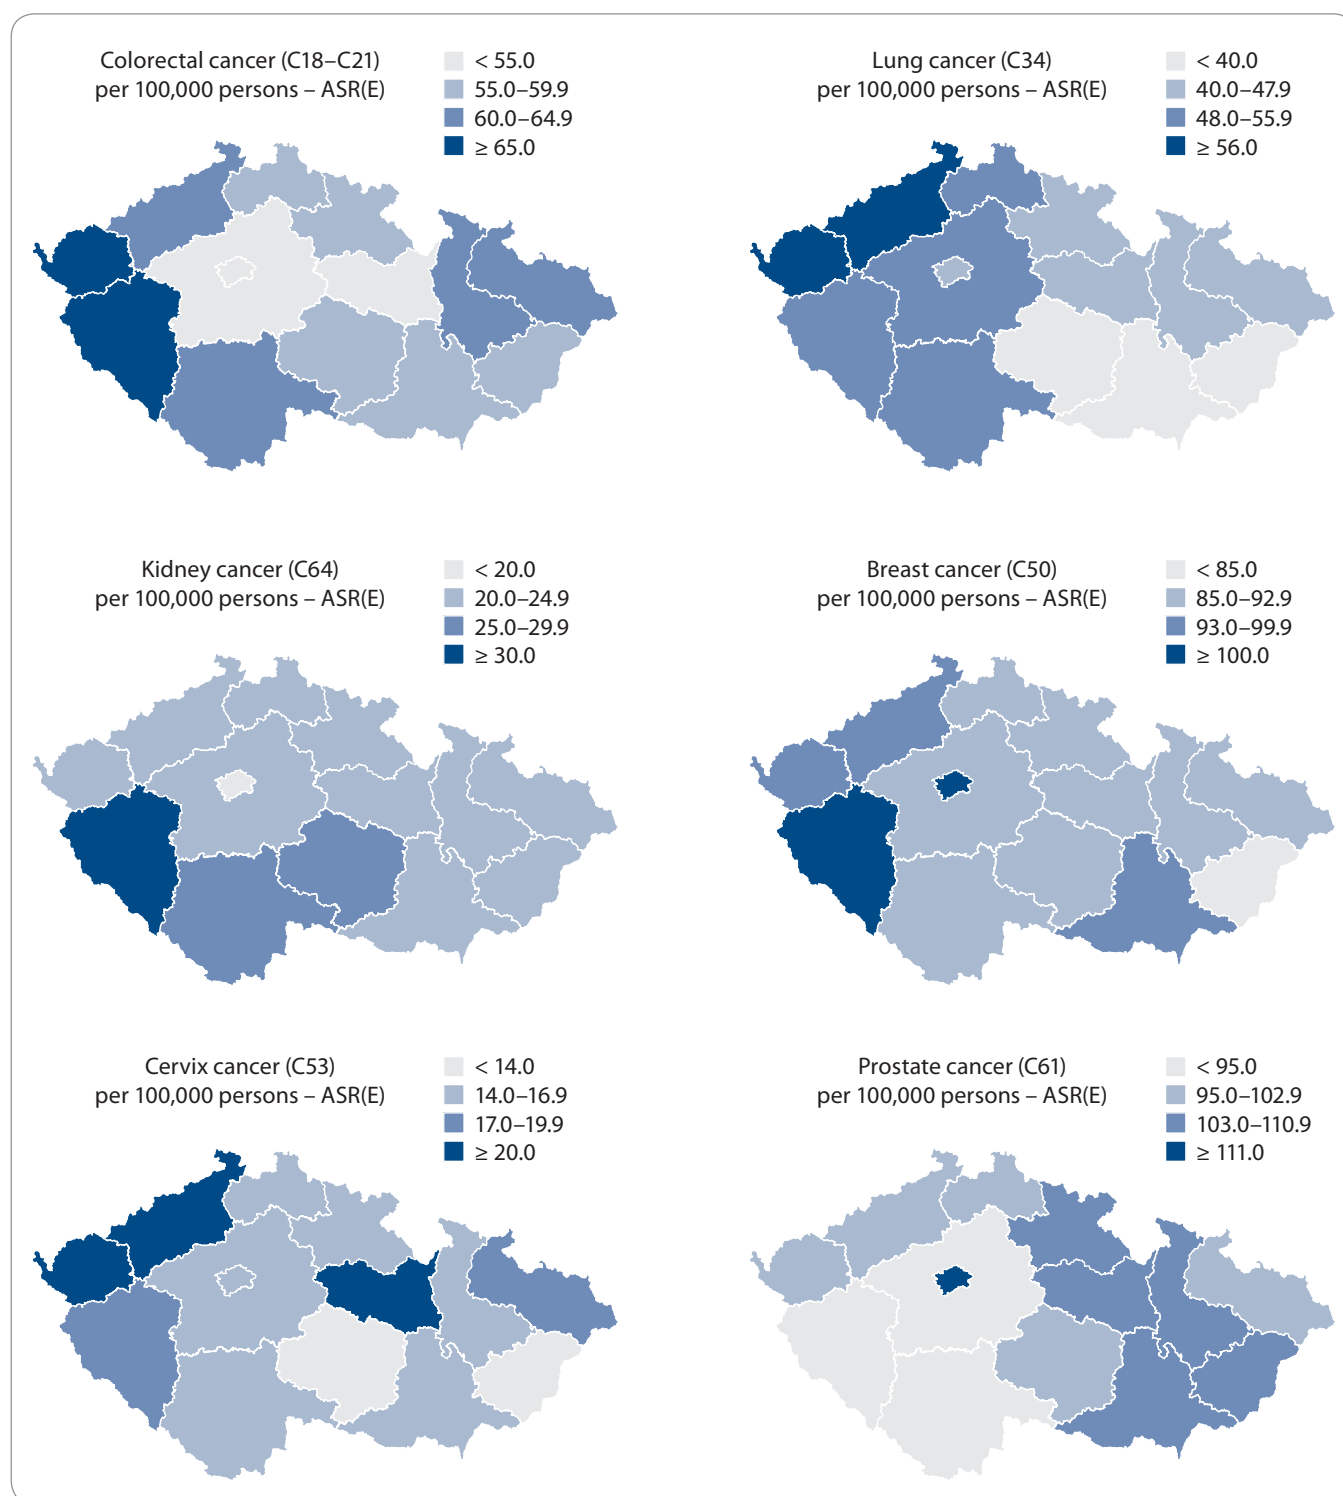 Colorectal cancer (C18–C21)
per 100,000 persons – ASR(E)
< 55.0
55.0–59.9
60.0–64.9
≥ 65.0
Lung cancer (C34)
per 100,000 persons – ASR(E)
< 40.0
40.0–47.9
48.0–55.9
≥ 56.0
Kidney cancer (C64)
per 100,000 persons – ASR(E)
< 20.0
20.0–24.9
25.0–29.9
≥ 30.0
Breast cancer (C50)
per 100,000 persons – ASR(E)
< 85.0
85.0–92.9
93.0–99.9
≥ 100.0
Cervix cancer (C53)
per 100,000 persons – ASR(E)
< 14.0
14.0–16.9
17.0–19.9
≥ 20.0
Prostate cancer (C61)
per 100,000 persons – ASR(E)
< 95.0
95.0–102.9
103.0–110.9
≥ 111.0